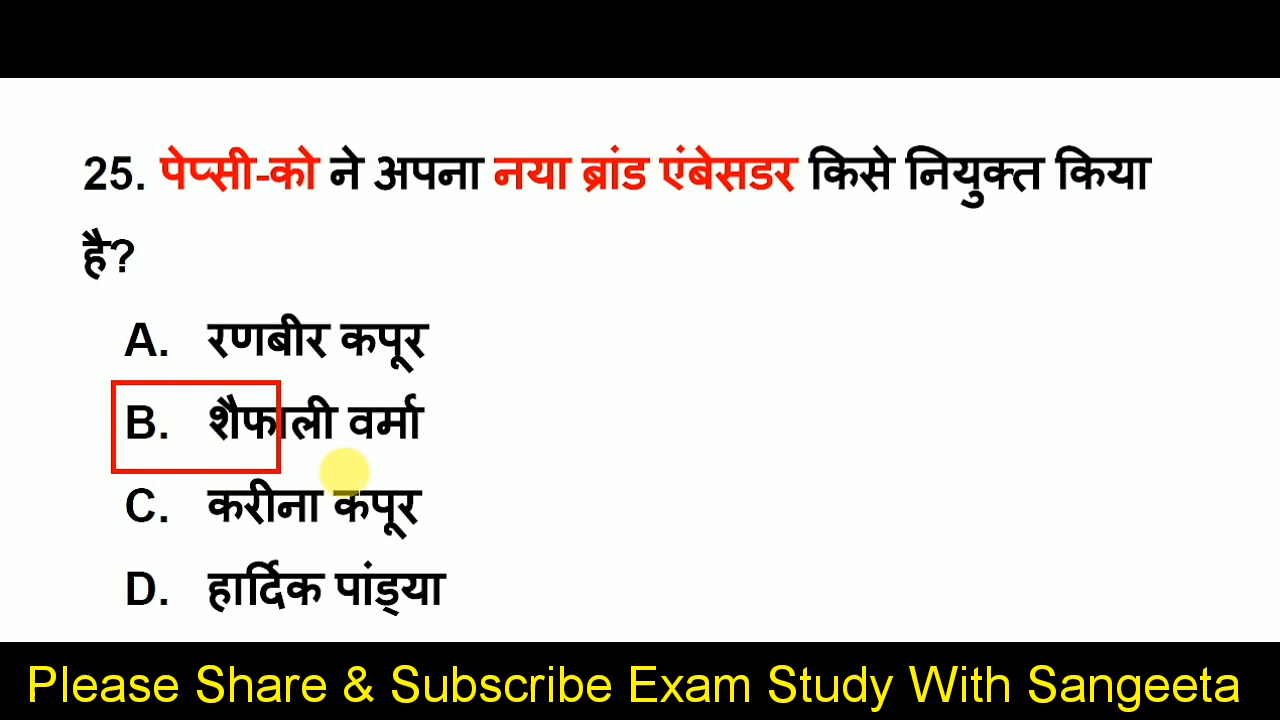 25. पेप्सी-को ने अपना नया ब्रांड एंबेसडर किसे नियुक्त किया
है?
A. रणबीर कपूर
B. शैफाली वर्मा
C. करीना कपूर
D. हार्दिक पांड्या
Please Share & Subscribe Exam Study With Sangeeta